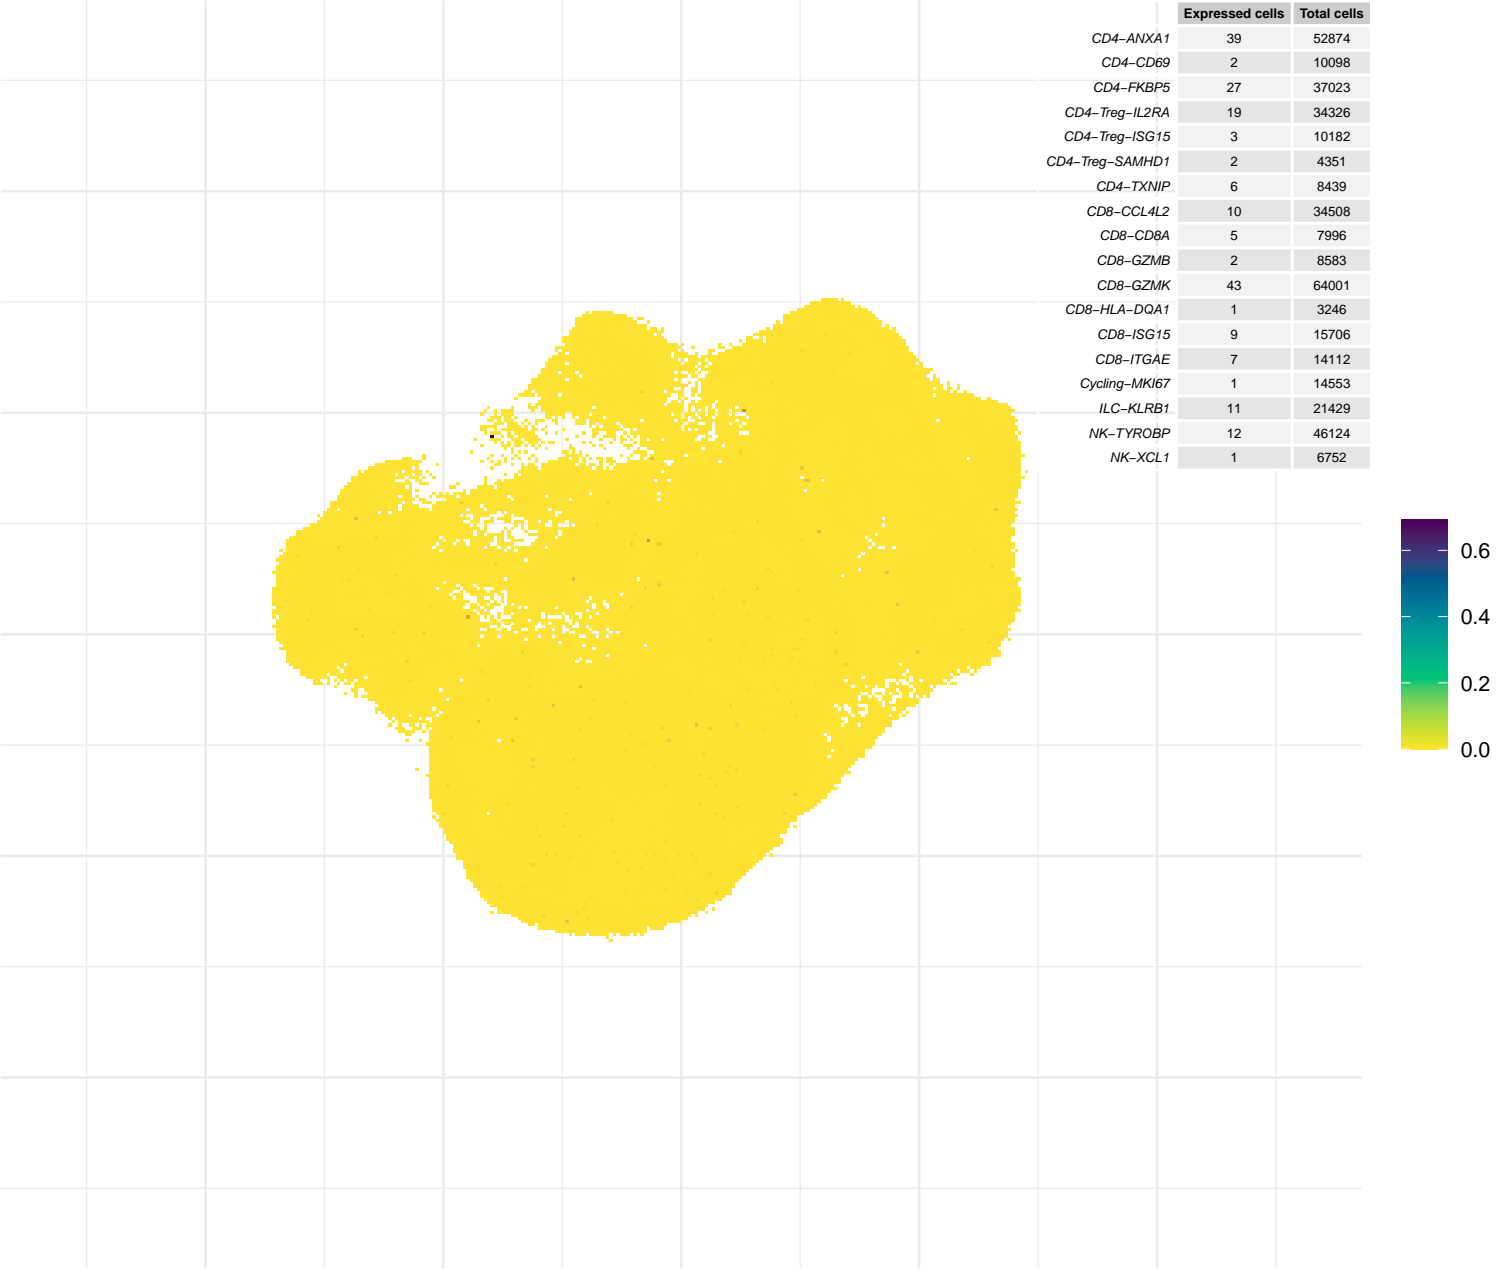 Expressed cells Total cells
CD4−ANXA1 39 52874
CD4−CD69 2 10098
CD4−FKBP5 27 37023
CD4−Treg−IL2RA 19 34326
CD4−Treg−ISG15 3 10182
CD4−Treg−SAMHD1 2 4351
CD4−TXNIP 6 8439
CD8−CCL4L2 10 34508
CD8−CD8A 5 7996
CD8−GZMB 2 8583
CD8−GZMK 43 64001
CD8−HLA−DQA1 1 3246
CD8−ISG15 9 15706
CD8−ITGAE 7 14112
Cycling−MKI67 1 14553
ILC−KLRB1 11 21429
NK−TYROBP 12 46124
NK−XCL1 1 6752
0.6
0.4
0.2
0.0